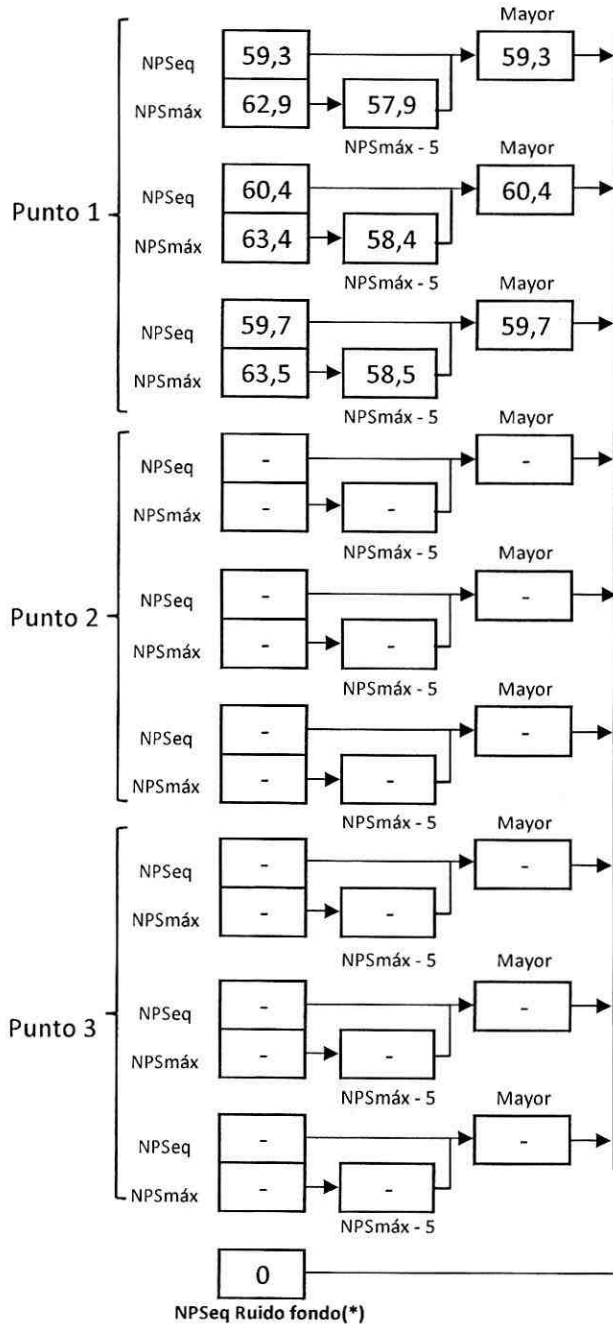 Mayor
NPSeq 59,3 59,3
NPSmáx 62,9 57,9
NPSmáx - 5
Mayor
NPSeq 60,4 60,4
Punto 1
NPSmáx 63,4 58,4
NPSmáx - 5
Mayor
NPSeq 59,7 59,7
NPSmáx 63,5 58,5
NPSmáx - 5
Mayor
NPSeq - -
NPSmáx - -
NPSmáx - 5
Mayor
NPSeq - -
Punto 2
NPSmáx - -
NPSmáx - 5
Mayor
NPSeq - -
NPSmáx - -
NPSmáx - 5
Mayor
NPSeq - -
NPSmáx - -
NPSmáx - 5
Mayor
NPSeq - -
Punto 3
NPSmáx - -
NPSmáx - 5
Mayor
NPSeq - -
NPSmáx - -
NPSmáx - 5
0
NPSeq Ruido fondo(*)